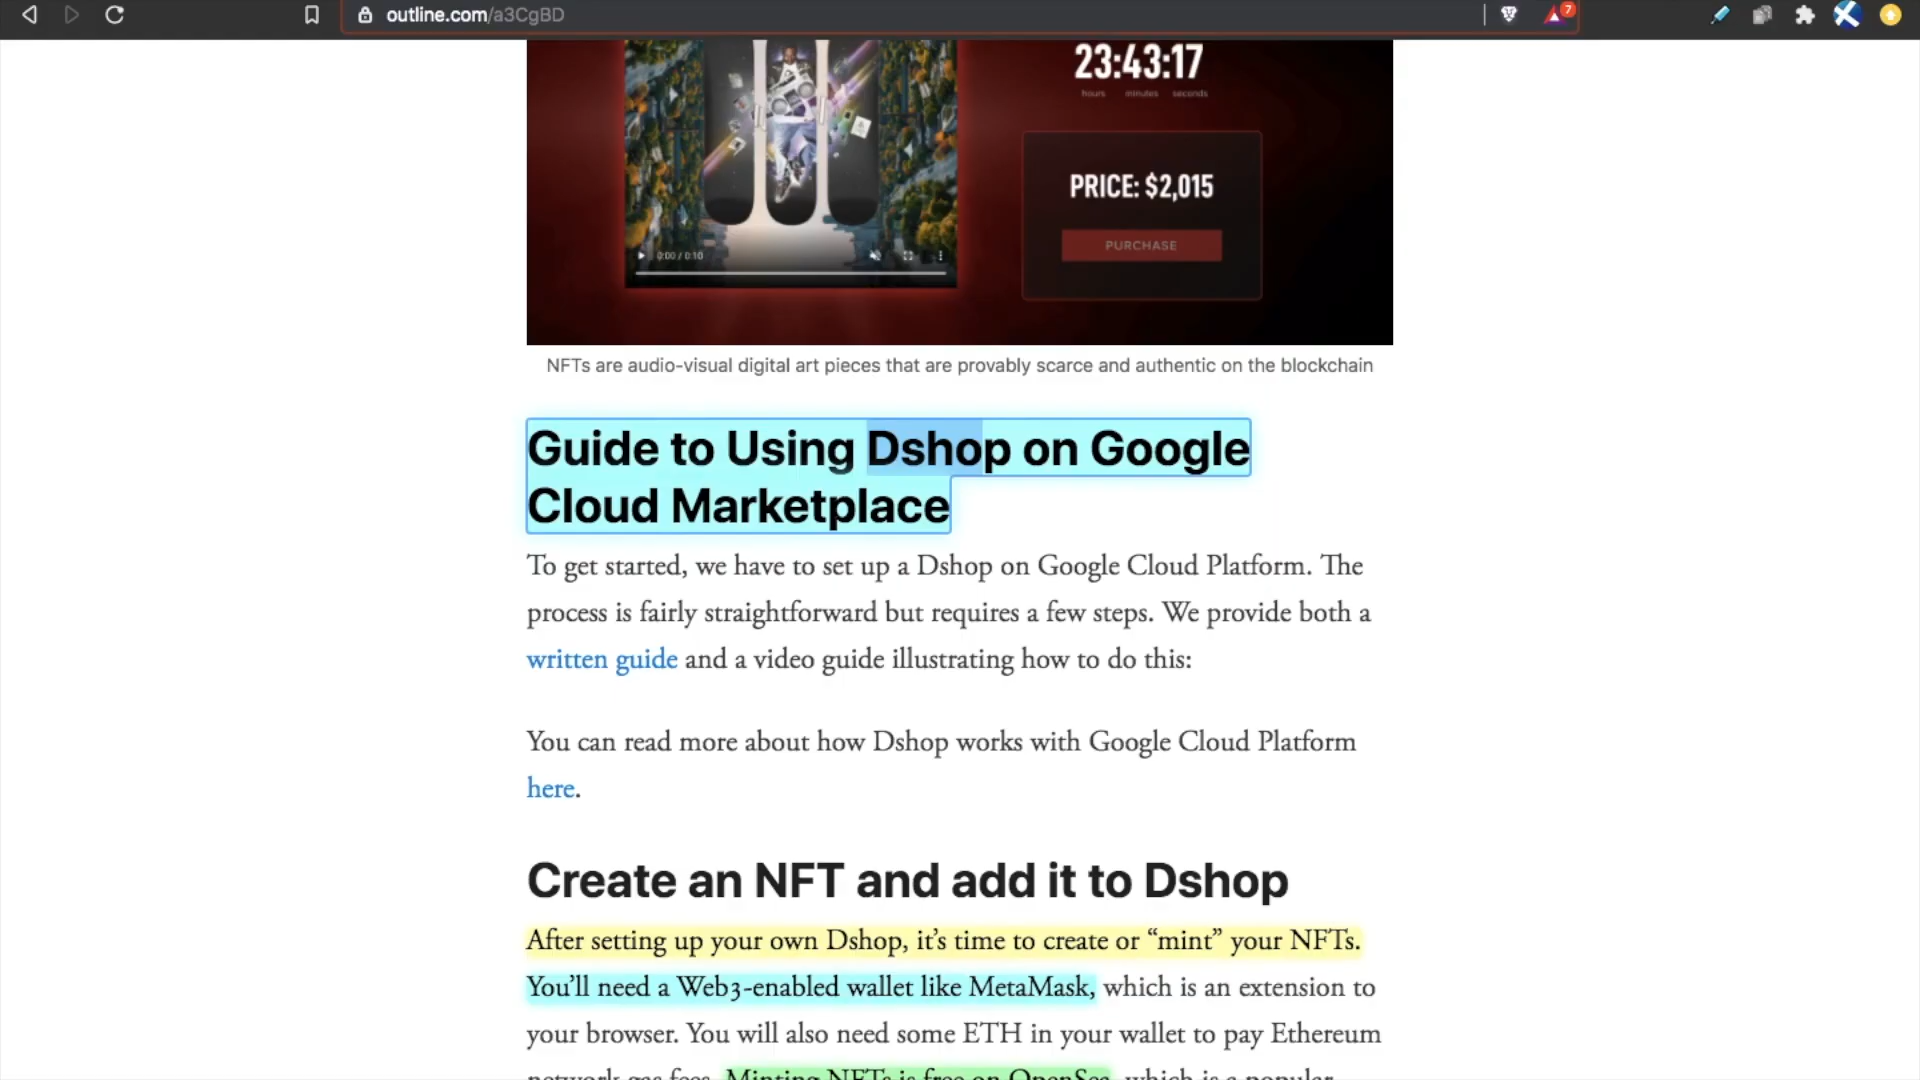 outline.com/a3CgBD
7
23:43:17
hours minutes seconds
PRICE: $2,015
PURCHASE
0:00 / 0:10
NFTs are audio-visual digital art pieces that are provably scarce and authentic on the blockchain
Guide to Using Dshop on Google
Cloud Marketplace
To get started, we have to set up a Dshop on Google Cloud Platform. The
process is fairly straightforward but requires a few steps. We provide both a
written guide and a video guide illustrating how to do this:
You can read more about how Dshop works with Google Cloud Platform
here.
Create an NFT and add it to Dshop
After setting up your own Dshop, it’s time to create or “mint” your NFTs.
You’ll need a Web3-enabled wallet like MetaMask, which is an extension to
your browser. You will also need some ETH in your wallet to pay Ethereum
network gas fees. Minting NFTs is free on OpenSea, which is a popular